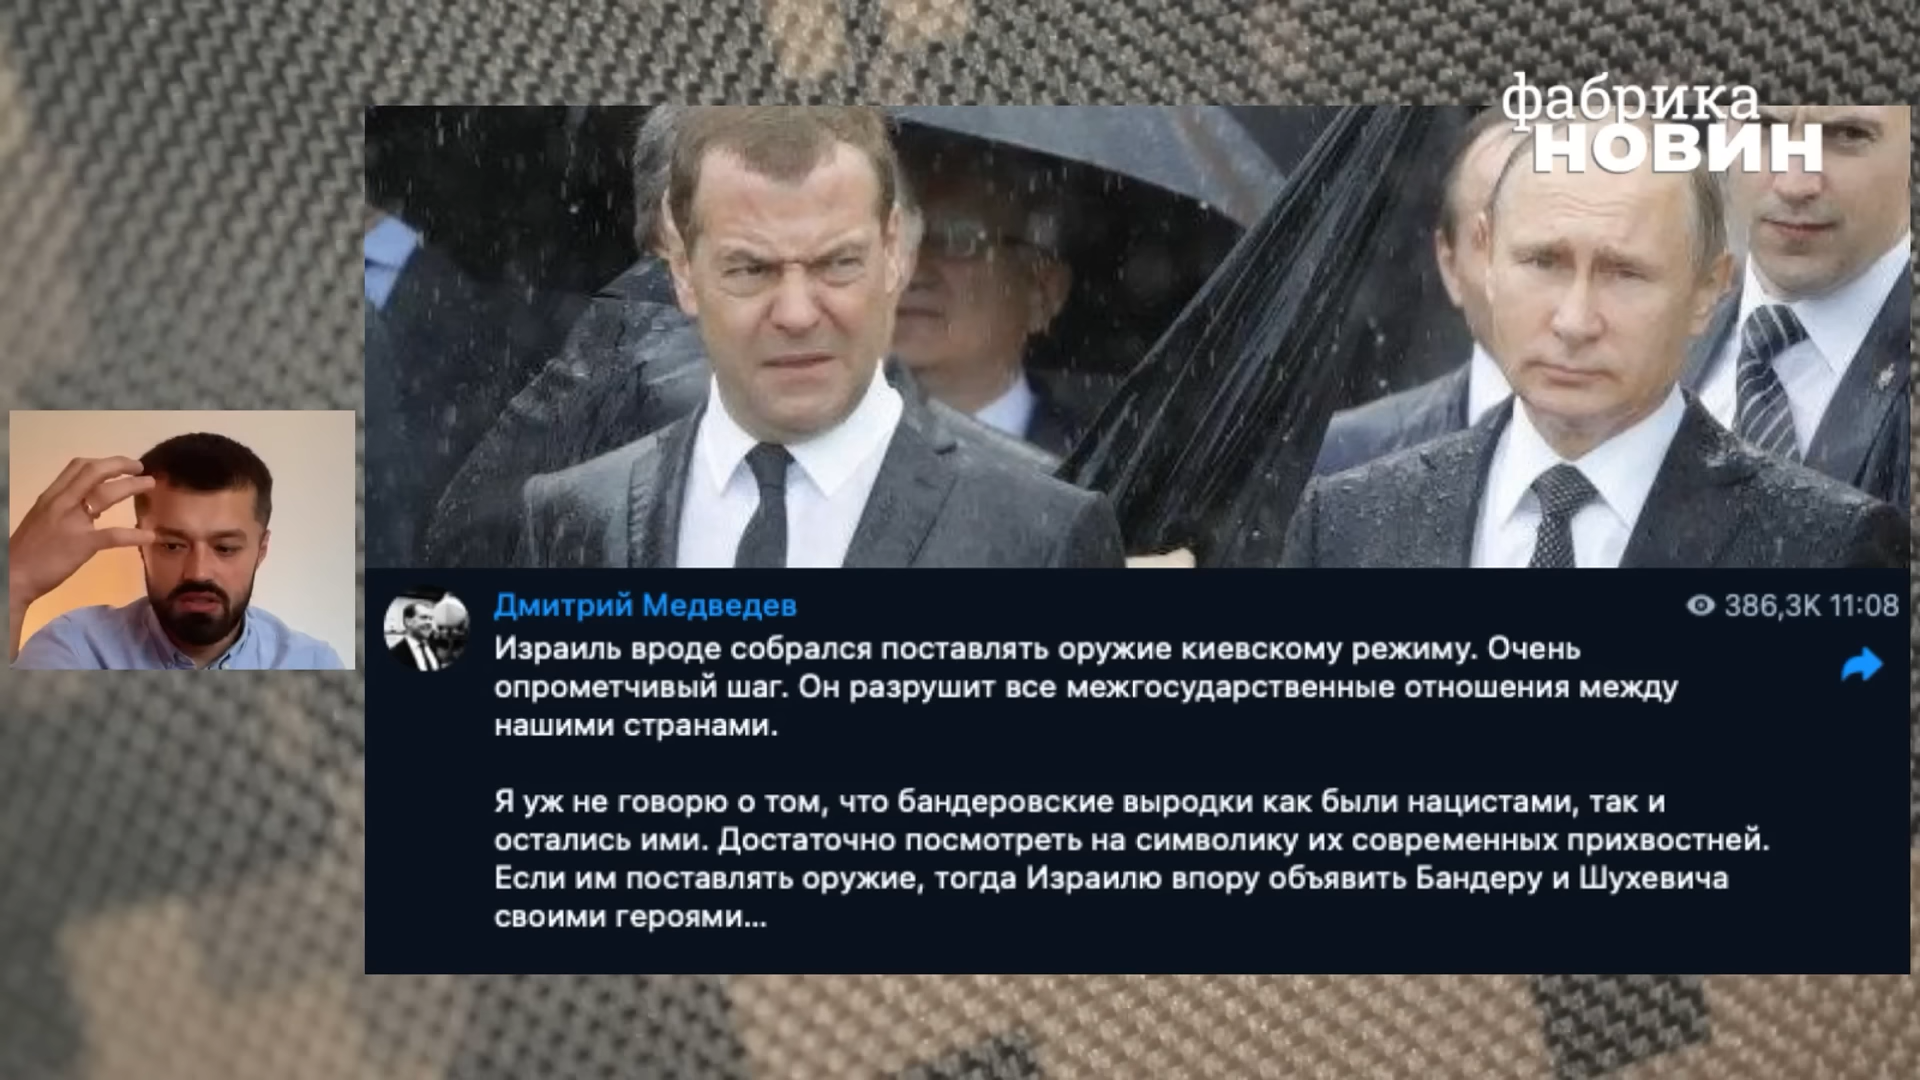 фабрика
новин
Дмитрий Медведев
386,3K 11:08
Израиль вроде собрался поставлять оружие киевскому режиму. Очень
опрометчивый шаг. Он разрушит все межгосударственные отношения между
нашими странами.
Я уж не говорю о том, что бандеровские выродки как были нацистами, так и
остались ими. Достаточно посмотреть на символику их современных прихвостней.
Если им поставлять оружие, тогда Израилю впору объявить Бандеру и Шухевича
своими героями...